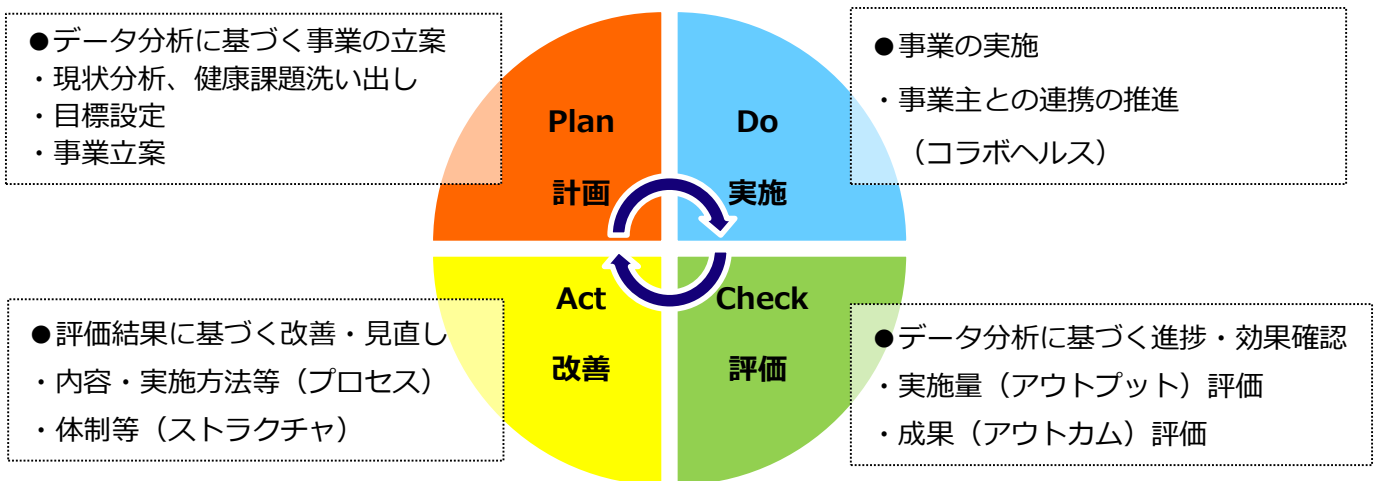 ●データ分析に基づく事業の立案
・現状分析、健康課題洗い出し
・目標設定
・事業立案
Plan
計画
Do
実施
●事業の実施
・事業主との連携の推進
（コラボヘルス）
●評価結果に基づく改善・見直し
・内容・実施方法等（プロセス）
・体制等（ストラクチャ）
Act
改善
Check
評価
●データ分析に基づく進捗・効果確認
・実施量（アウトプット）評価
・成果（アウトカム）評価